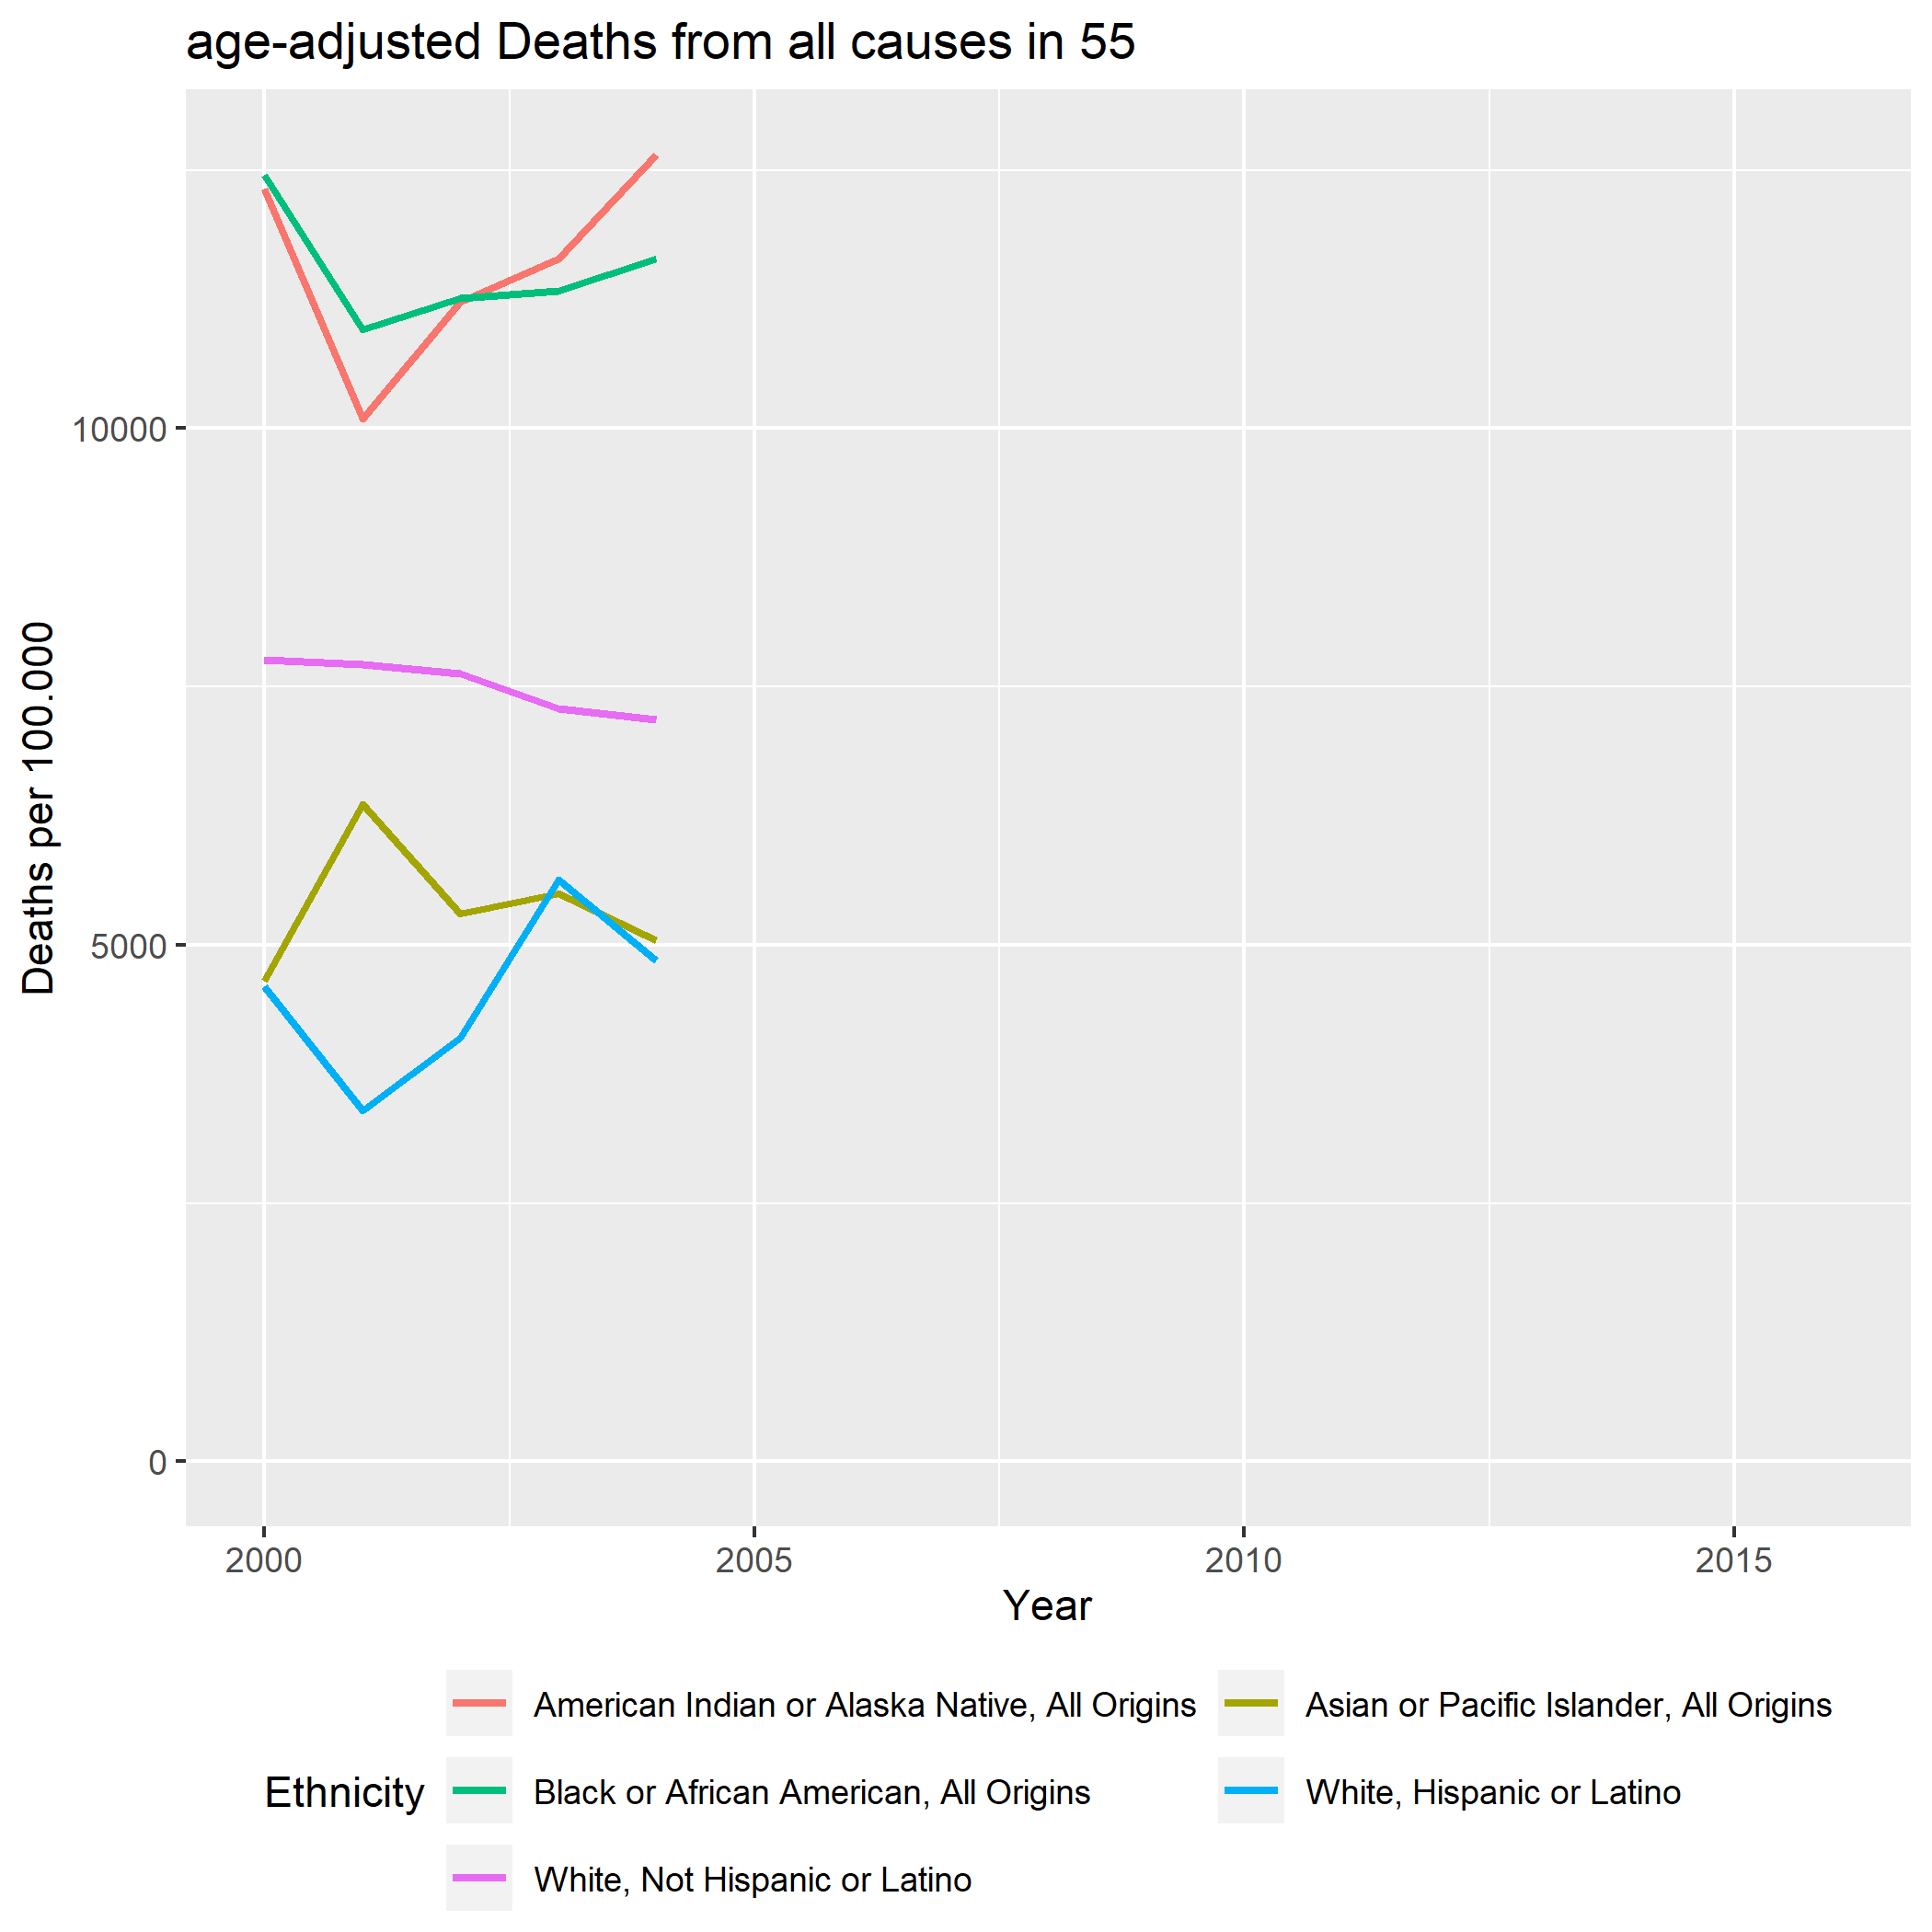 age-adjusted Deaths from all causes in 55
Deaths per 100.000
10000
5000
0
2000 2005 2010 2015
Year
Ethnicity
American Indian or Alaska Native, All Origins
Asian or Pacific Islander, All Origins
Black or African American, All Origins
White, Hispanic or Latino
White, Not Hispanic or Latino